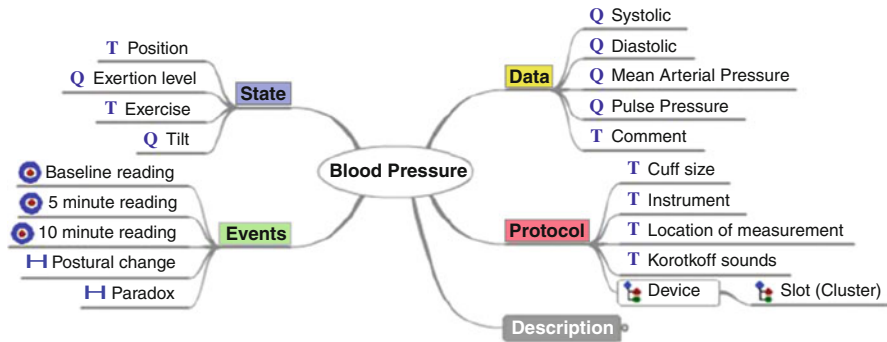 T Position
Q Exertion level
T Exercise
Q Tilt
State
Baseline reading
5 minute reading
10 minute reading
Postural change
Paradox
Events
Blood Pressure
Data
Q Systolic
Q Diastolic
Q Mean Arterial Pressure
Q Pulse Pressure
T Comment
Protocol
T Cuff size
T Instrument
T Location of measurement
T Korotkoff sounds
Device
Slot (Cluster)
Description